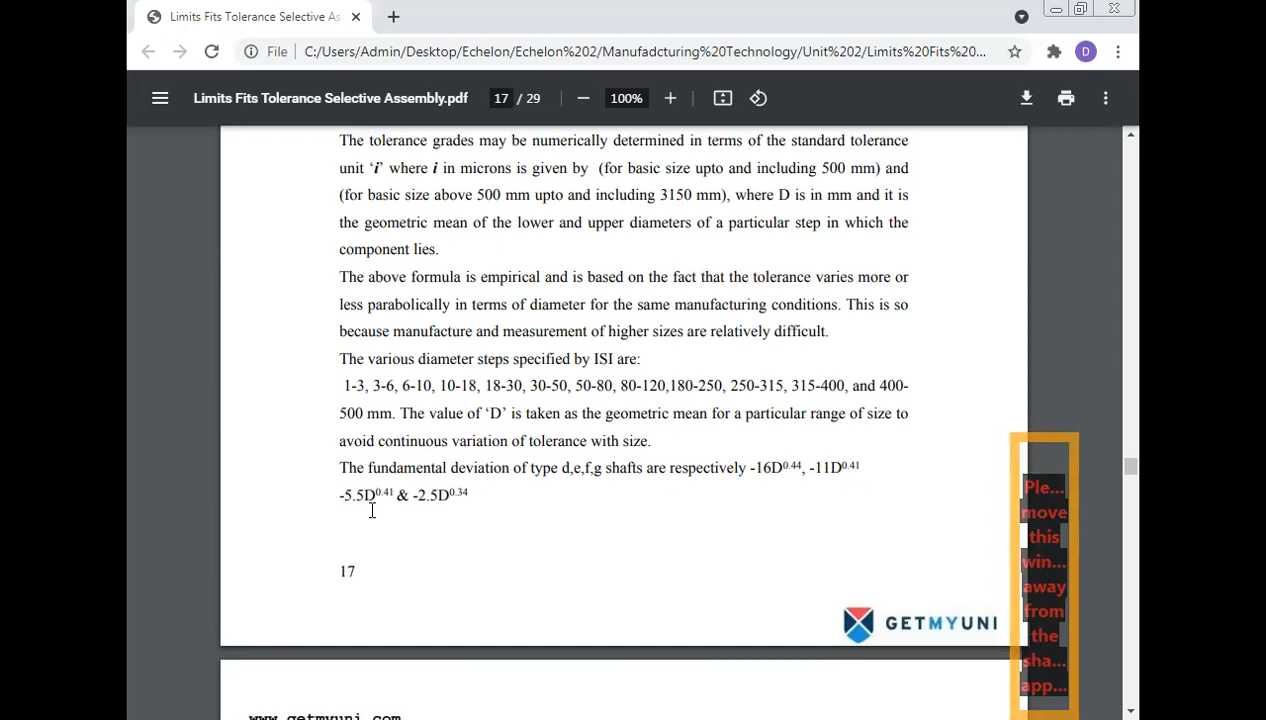 Limits Fits Tolerance Selective As
File C:/Users/Admin/Desktop/Echelon/Echelon%202/Manufadcturing%20Technology/Unit%202/Limits%20Fits%20... D
Limits Fits Tolerance Selective Assembly.pdf 17 / 29 100%
The tolerance grades may be numerically determined in terms of the standard tolerance
unit ‘i’ where i in microns is given by (for basic size upto and including 500 mm) and
(for basic size above 500 mm upto and including 3150 mm), where D is in mm and it is
the geometric mean of the lower and upper diameters of a particular step in which the
component lies.
The above formula is empirical and is based on the fact that the tolerance varies more or
less parabolically in terms of diameter for the same manufacturing conditions. This is so
because manufacture and measurement of higher sizes are relatively difficult.
The various diameter steps specified by ISI are:
1-3, 3-6, 6-10, 10-18, 18-30, 30-50, 50-80, 80-120,180-250, 250-315, 315-400, and 400-
500 mm. The value of ‘D’ is taken as the geometric mean for a particular range of size to
avoid continuous variation of tolerance with size.
The fundamental deviation of type d,e,f,g shafts are respectively -16D0.44, -11D0.41
-5.5D0.41 & -2.5D0.34
17
GETMYUNI
www.getmyuni.com
Ple...
move
this
win...
away
from
the
sha...
app...